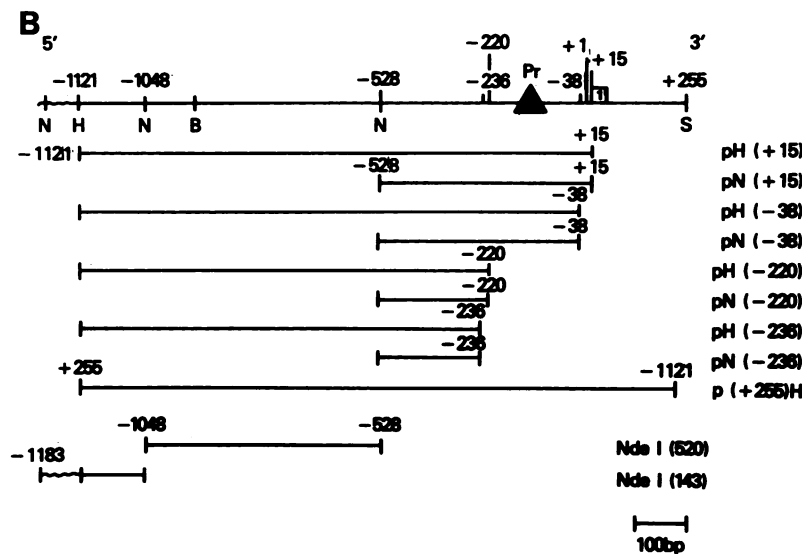 B
5′ −220 +1 3′
−1121 −1048 −528 −236 Pr −38 +15 +255
N H N B N S
−1121 +15 pH (+15)
−528 +15 pN (+15)
−38 pH (−38)
−38 pN (−38)
−220 pH (−220)
−220 pN (−220)
−236 pH (−236)
−236 pN (−236)
+255 −1121 p (+255)H
−1048 −528 Nde I (520)
−1183 Nde I (143)
100bp